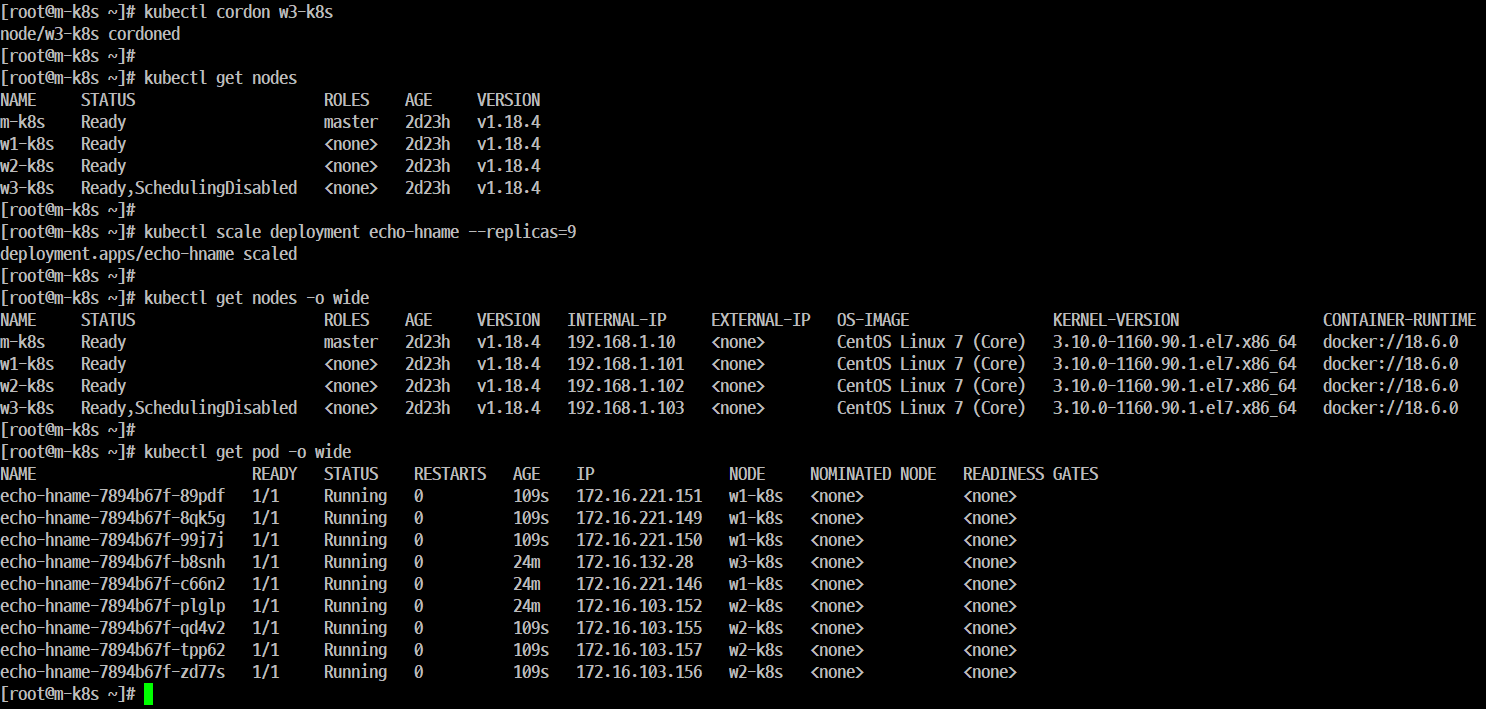 [root@m-k8s ~]# kubectl cordon w3-k8s
node/w3-k8s cordoned
[root@m-k8s ~]#
[root@m-k8s ~]# kubectl get nodes
NAME     STATUS                     ROLES    AGE     VERSION
m-k8s    Ready                      master   2d23h   v1.18.4
w1-k8s   Ready                      <none>   2d23h   v1.18.4
w2-k8s   Ready                      <none>   2d23h   v1.18.4
w3-k8s   Ready,SchedulingDisabled   <none>   2d23h   v1.18.4
[root@m-k8s ~]#
[root@m-k8s ~]# kubectl scale deployment echo-hname --replicas=9
deployment.apps/echo-hname scaled
[root@m-k8s ~]#
[root@m-k8s ~]# kubectl get nodes -o wide
NAME     STATUS                     ROLES    AGE     VERSION   INTERNAL-IP     EXTERNAL-IP   OS-IMAGE                KERNEL-VERSION                CONTAINER-RUNTIME
m-k8s    Ready                      master   2d23h   v1.18.4   192.168.1.10    <none>        CentOS Linux 7 (Core)   3.10.0-1160.90.1.el7.x86_64   docker://18.6.0
w1-k8s   Ready                      <none>   2d23h   v1.18.4   192.168.1.101   <none>        CentOS Linux 7 (Core)   3.10.0-1160.90.1.el7.x86_64   docker://18.6.0
w2-k8s   Ready                      <none>   2d23h   v1.18.4   192.168.1.102   <none>        CentOS Linux 7 (Core)   3.10.0-1160.90.1.el7.x86_64   docker://18.6.0
w3-k8s   Ready,SchedulingDisabled   <none>   2d23h   v1.18.4   192.168.1.103   <none>        CentOS Linux 7 (Core)   3.10.0-1160.90.1.el7.x86_64   docker://18.6.0
[root@m-k8s ~]#
[root@m-k8s ~]# kubectl get pod -o wide
NAME                        READY   STATUS    RESTARTS   AGE    IP              NODE     NOMINATED NODE   READINESS GATES
echo-hname-7894b67f-89pdf   1/1     Running   0          109s   172.16.221.151   w1-k8s   <none>           <none>
echo-hname-7894b67f-8qk5g   1/1     Running   0          109s   172.16.221.149   w1-k8s   <none>           <none>
echo-hname-7894b67f-99j7j   1/1     Running   0          109s   172.16.221.150   w1-k8s   <none>           <none>
echo-hname-7894b67f-b8snh   1/1     Running   0          24m    172.16.132.28    w3-k8s   <none>           <none>
echo-hname-7894b67f-c66n2   1/1     Running   0          24m    172.16.221.146   w1-k8s   <none>           <none>
echo-hname-7894b67f-plglp   1/1     Running   0          24m    172.16.103.152   w2-k8s   <none>           <none>
echo-hname-7894b67f-qd4v2   1/1     Running   0          109s   172.16.103.155   w2-k8s   <none>           <none>
echo-hname-7894b67f-tpp62   1/1     Running   0          109s   172.16.103.157   w2-k8s   <none>           <none>
echo-hname-7894b67f-zd77s   1/1     Running   0          109s   172.16.103.156   w2-k8s   <none>           <none>
[root@m-k8s ~]#